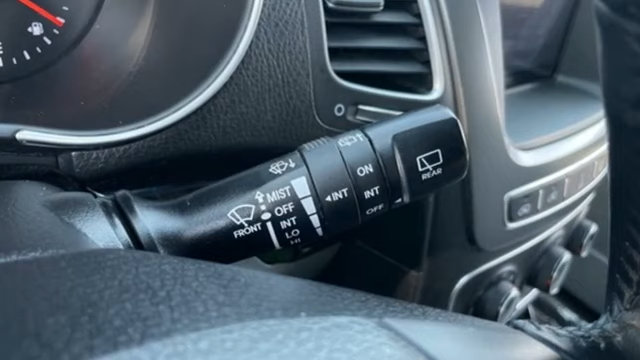 FRONT
MIST
OFF
INT
LO
INT
ON
INT
OFF
REAR